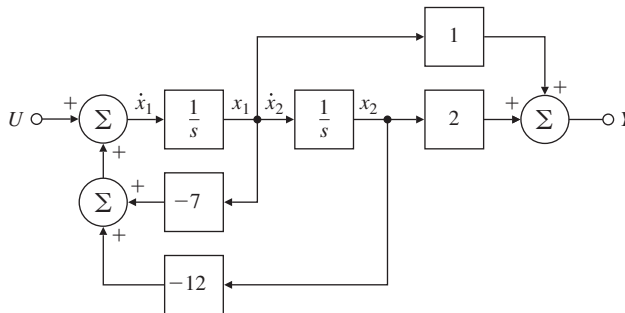 1
U + Σ ẋ₁ 1/s x₁ ẋ₂ 1/s x₂ 2 + + Σ Y
+
Σ + −7
+
−12